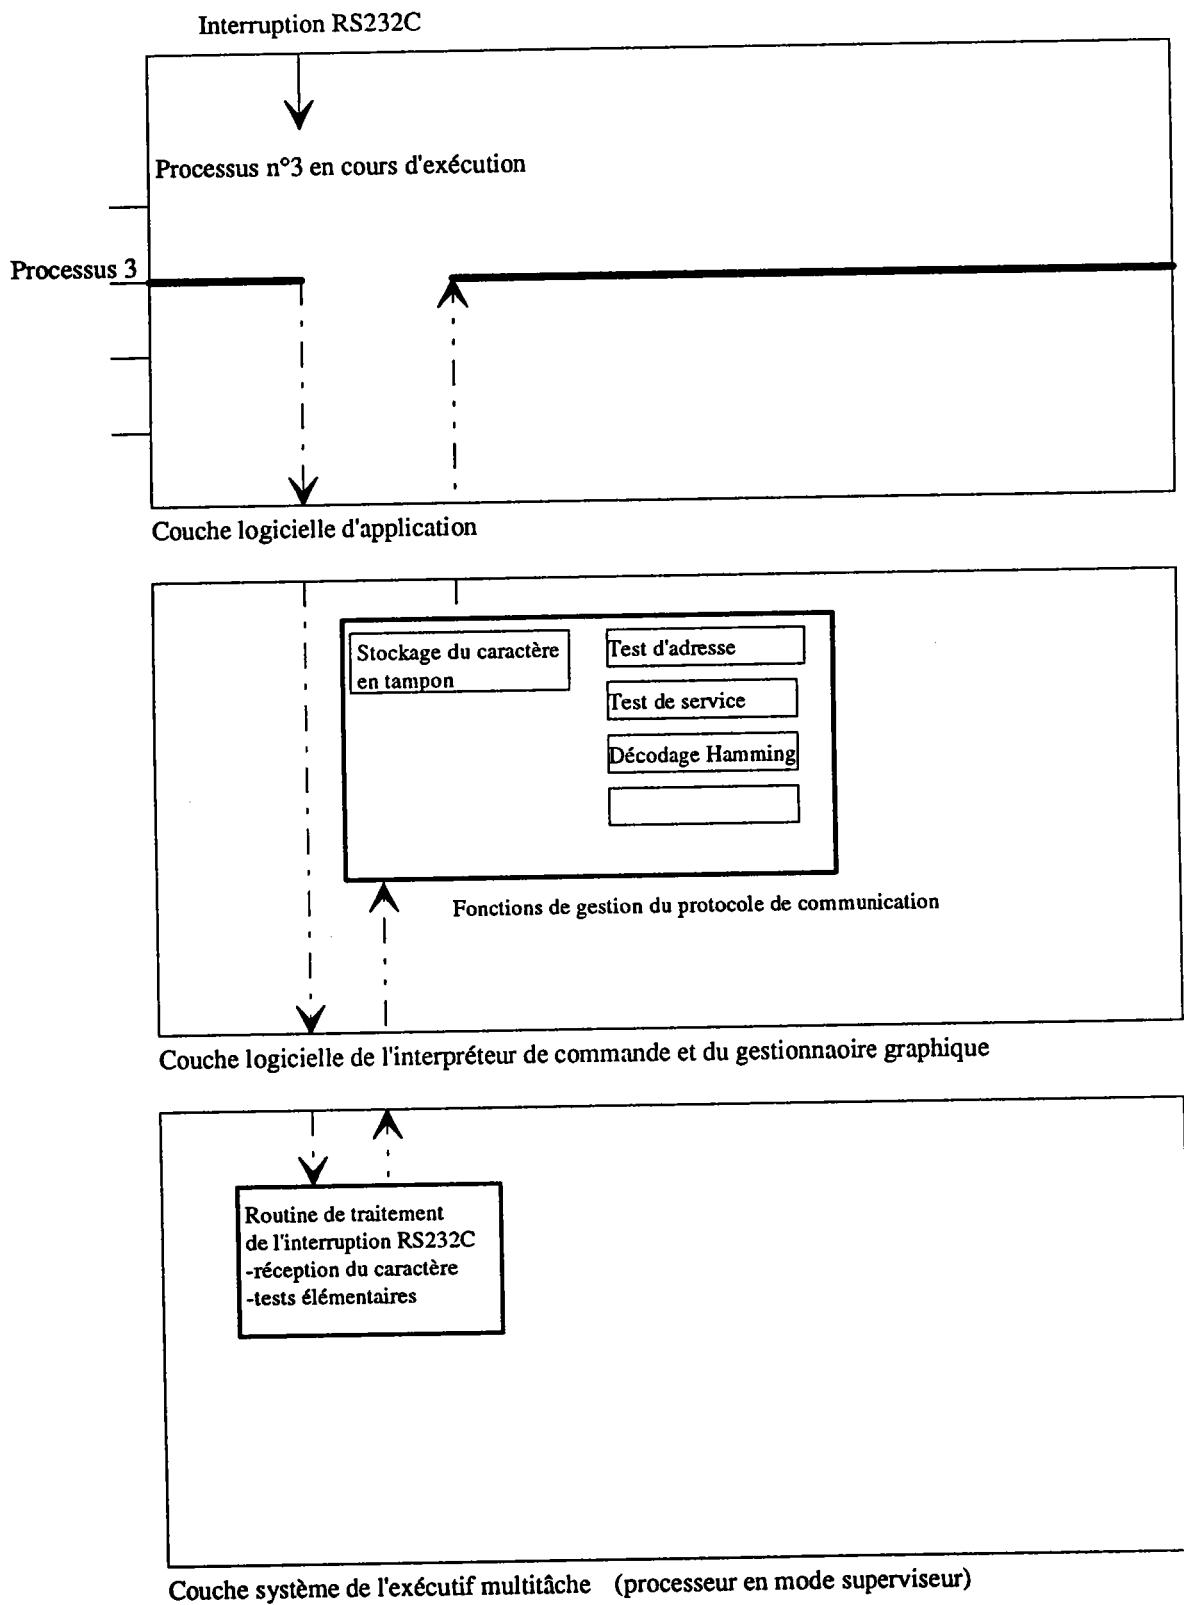 Interruption RS232C
Processus n°3 en cours d'exécution
Processus 3
Couche logicielle d'application
Stockage du caractère
en tampon
Test d'adresse
Test de service
Décodage Hamming
Fonctions de gestion du protocole de communication
Couche logicielle de l'interpréteur de commande et du gestionnaoire graphique
Routine de traitement
de l'interruption RS232C
-réception du caractère
-tests élémentaires
Couche système de l'exécutif multitâche (processeur en mode superviseur)